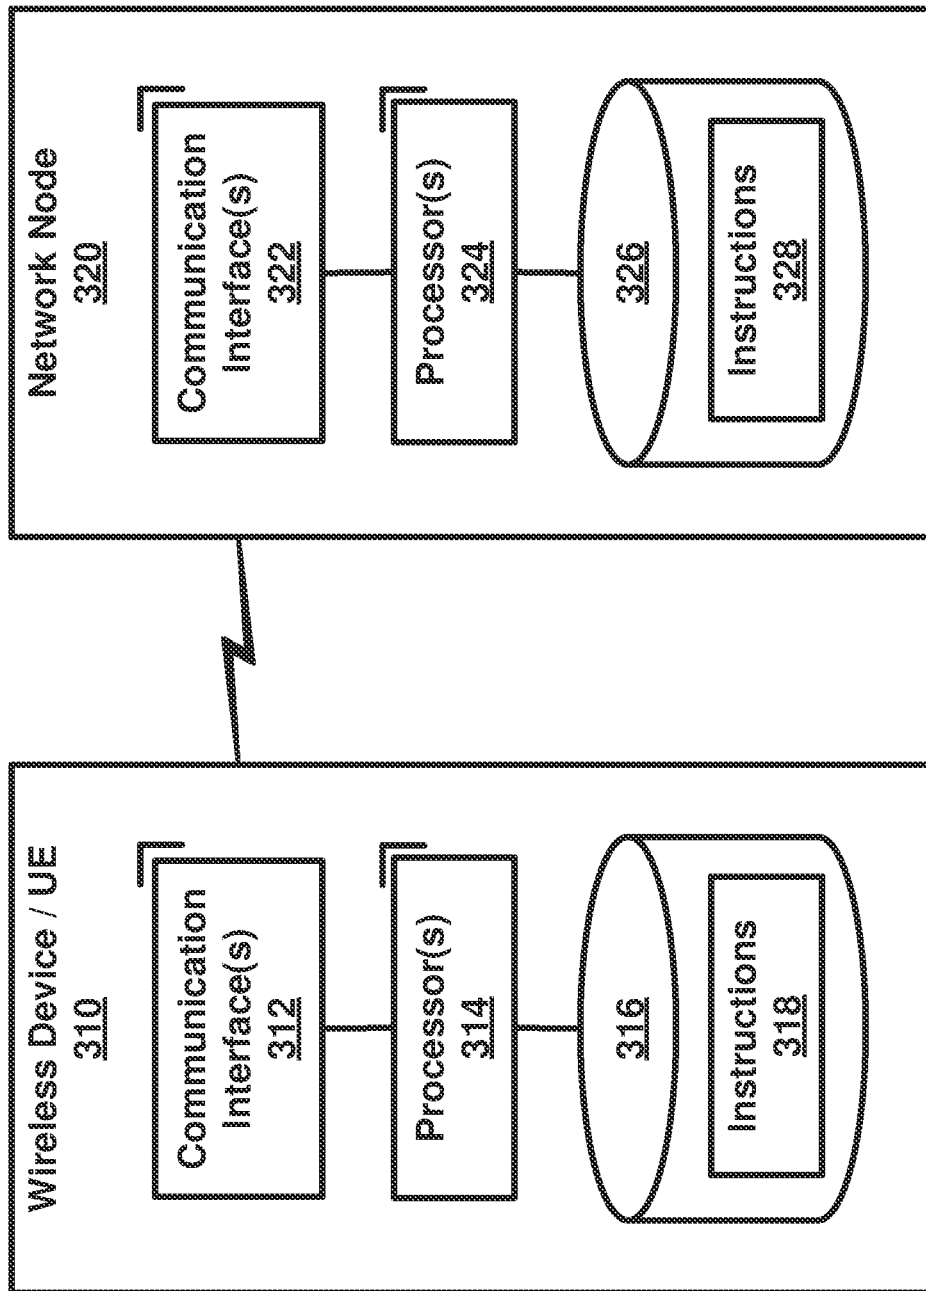 Wireless Device / UE
310
Communication
Interface(s)
312
Processor(s)
314
316
Instructions
318
Network Node
320
Communication
Interface(s)
322
Processor(s)
324
326
Instructions
328